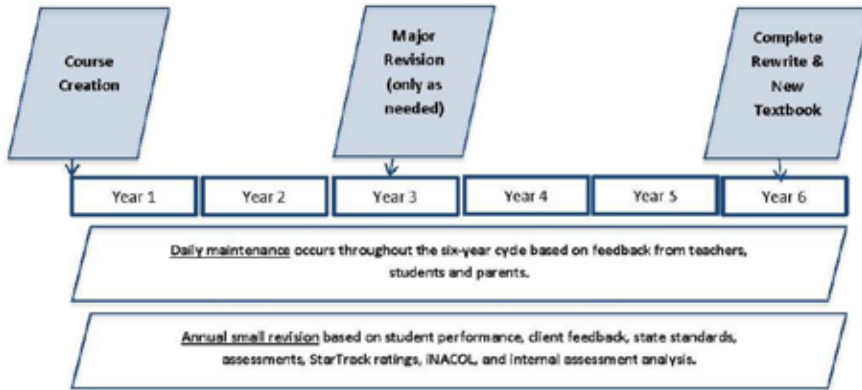 Course
Creation
Major
Revision
(only as
needed)
Complete
Rewrite &
New
Textbook
Year 1
Year 2
Year 3
Year 4
Year 5
Year 6
Daily maintenance occurs throughout the six-year cycle based on feedback from teachers,
students and parents.
Annual small revision based on student performance, client feedback, state standards,
assessments, StarTrack ratings, iNACOL, and internal assessment analysis.